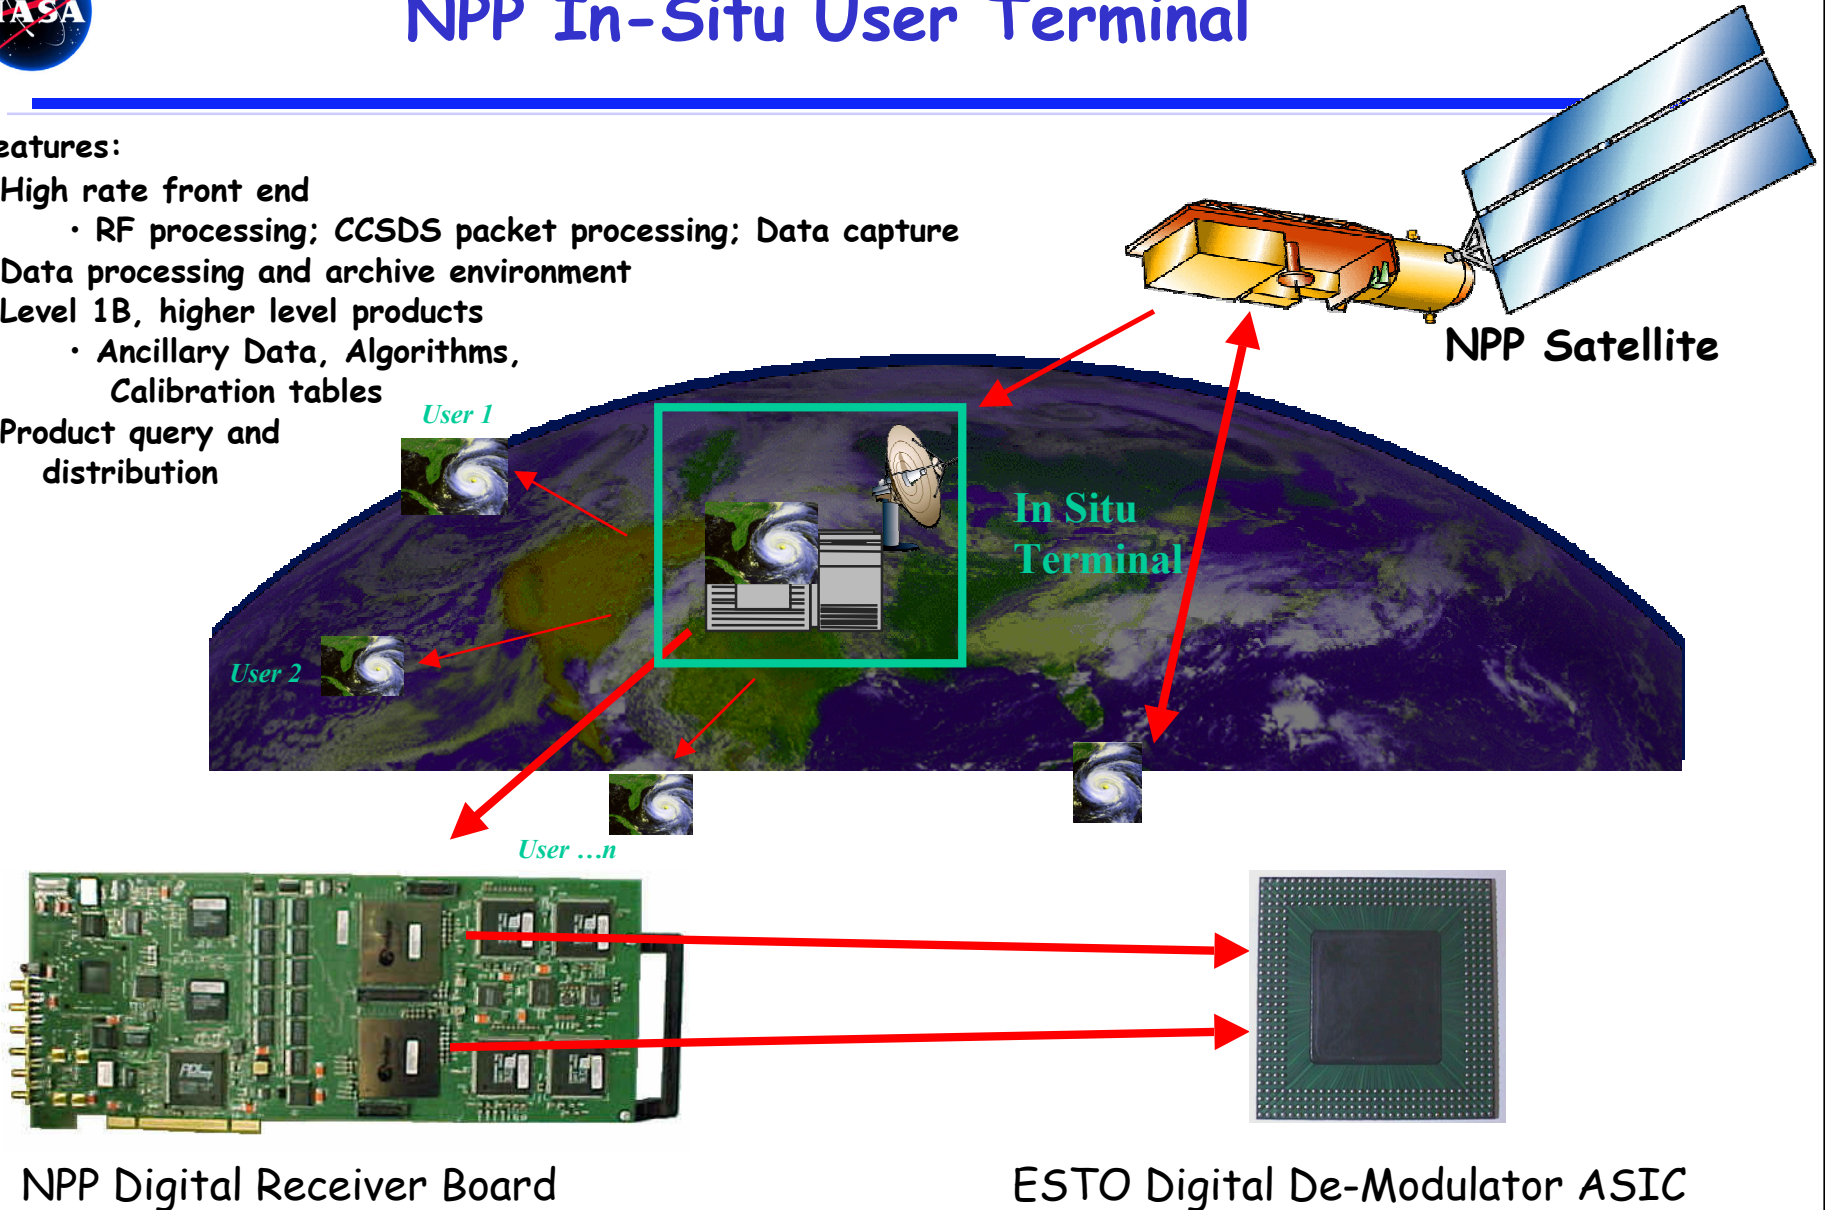 NASA
NPP In-Situ User Terminal
eatures:
High rate front end
• RF processing; CCSDS packet processing; Data capture
Data processing and archive environment
Level 1B, higher level products
• Ancillary Data, Algorithms,
Calibration tables
Product query and
distribution
NPP Satellite
User 1
In Situ
Terminal
User 2
User ...n
NPP Digital Receiver Board
ESTO Digital De-Modulator ASIC